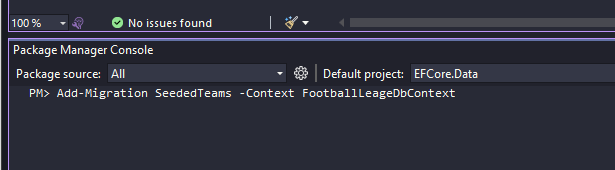 100 %
No issues found
Package Manager Console
Package source: All Default project: EFCore.Data
PM> Add-Migration SeededTeams -Context FootballLeageDbContext